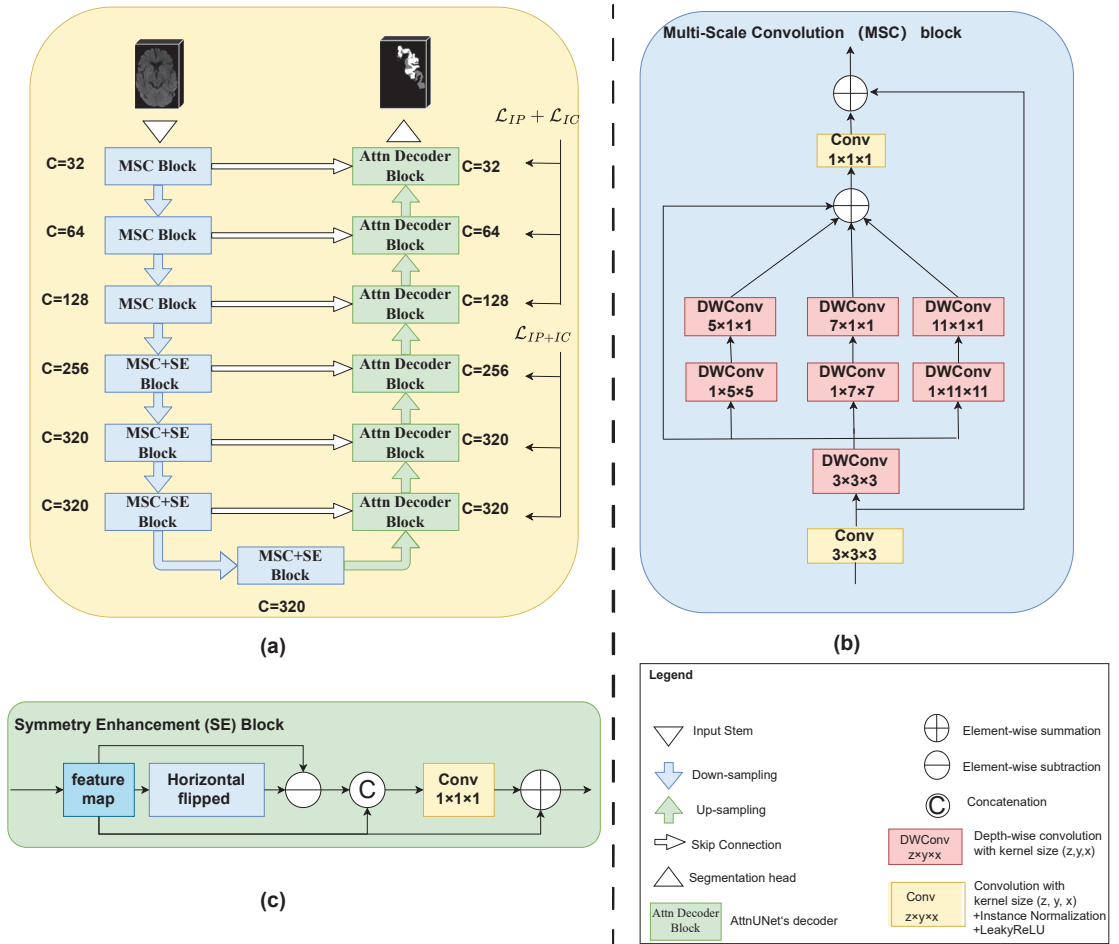 C=32
MSC Block
Attn Decoder
Block
C=32
C=64
MSC Block
Attn Decoder
Block
C=64
C=128
MSC Block
Attn Decoder
Block
C=128
C=256
MSC+SE
Block
Attn Decoder
Block
C=256
C=320
MSC+SE
Block
Attn Decoder
Block
C=320
C=320
MSC+SE
Block
Attn Decoder
Block
C=320
MSC+SE
Block
C=320
ℒ_IP + ℒ_IC
ℒ_IP+IC
(a)
Multi-Scale Convolution (MSC) block
Conv
1×1×1
DWConv
5×1×1
DWConv
7×1×1
DWConv
11×1×1
DWConv
1×5×5
DWConv
1×7×7
DWConv
1×11×11
DWConv
3×3×3
Conv
3×3×3
(b)
Symmetry Enhancement (SE) Block
feature
map
Horizontal
flipped
C
Conv
1×1×1
(c)
Legend
Input Stem
Down-sampling
Up-sampling
Skip Connection
Segmentation head
Attn Decoder
Block
AttnUNet's decoder
Element-wise summation
Element-wise subtraction
C
Concatenation
DWConv
z×y×x
Depth-wise convolution
with kernel size (z,y,x)
Conv
z×y×x
Convolution with
kernel size (z, y, x)
+Instance Normalization
+LeakyReLU